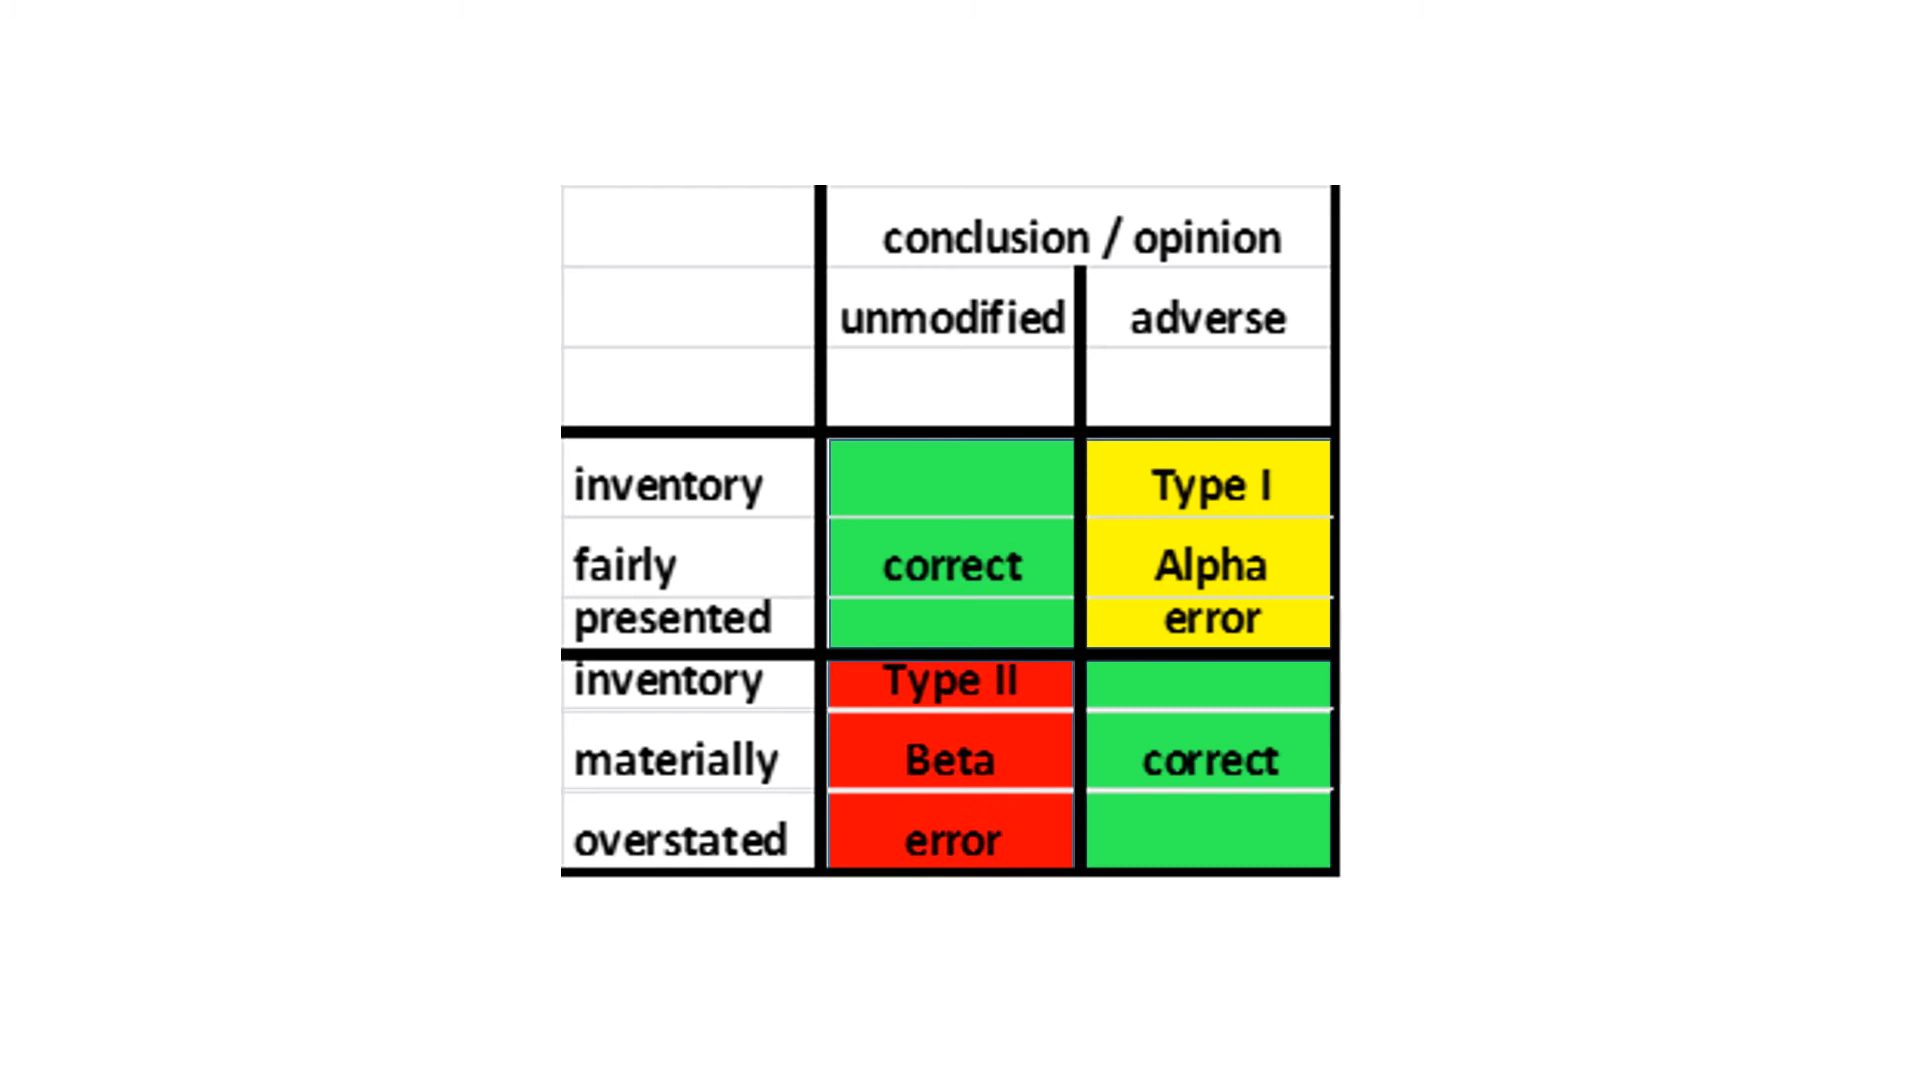 conclusion / opinion
unmodified adverse
inventory Type I
fairly correct Alpha
presented error
inventory Type II
materially Beta correct
overstated error